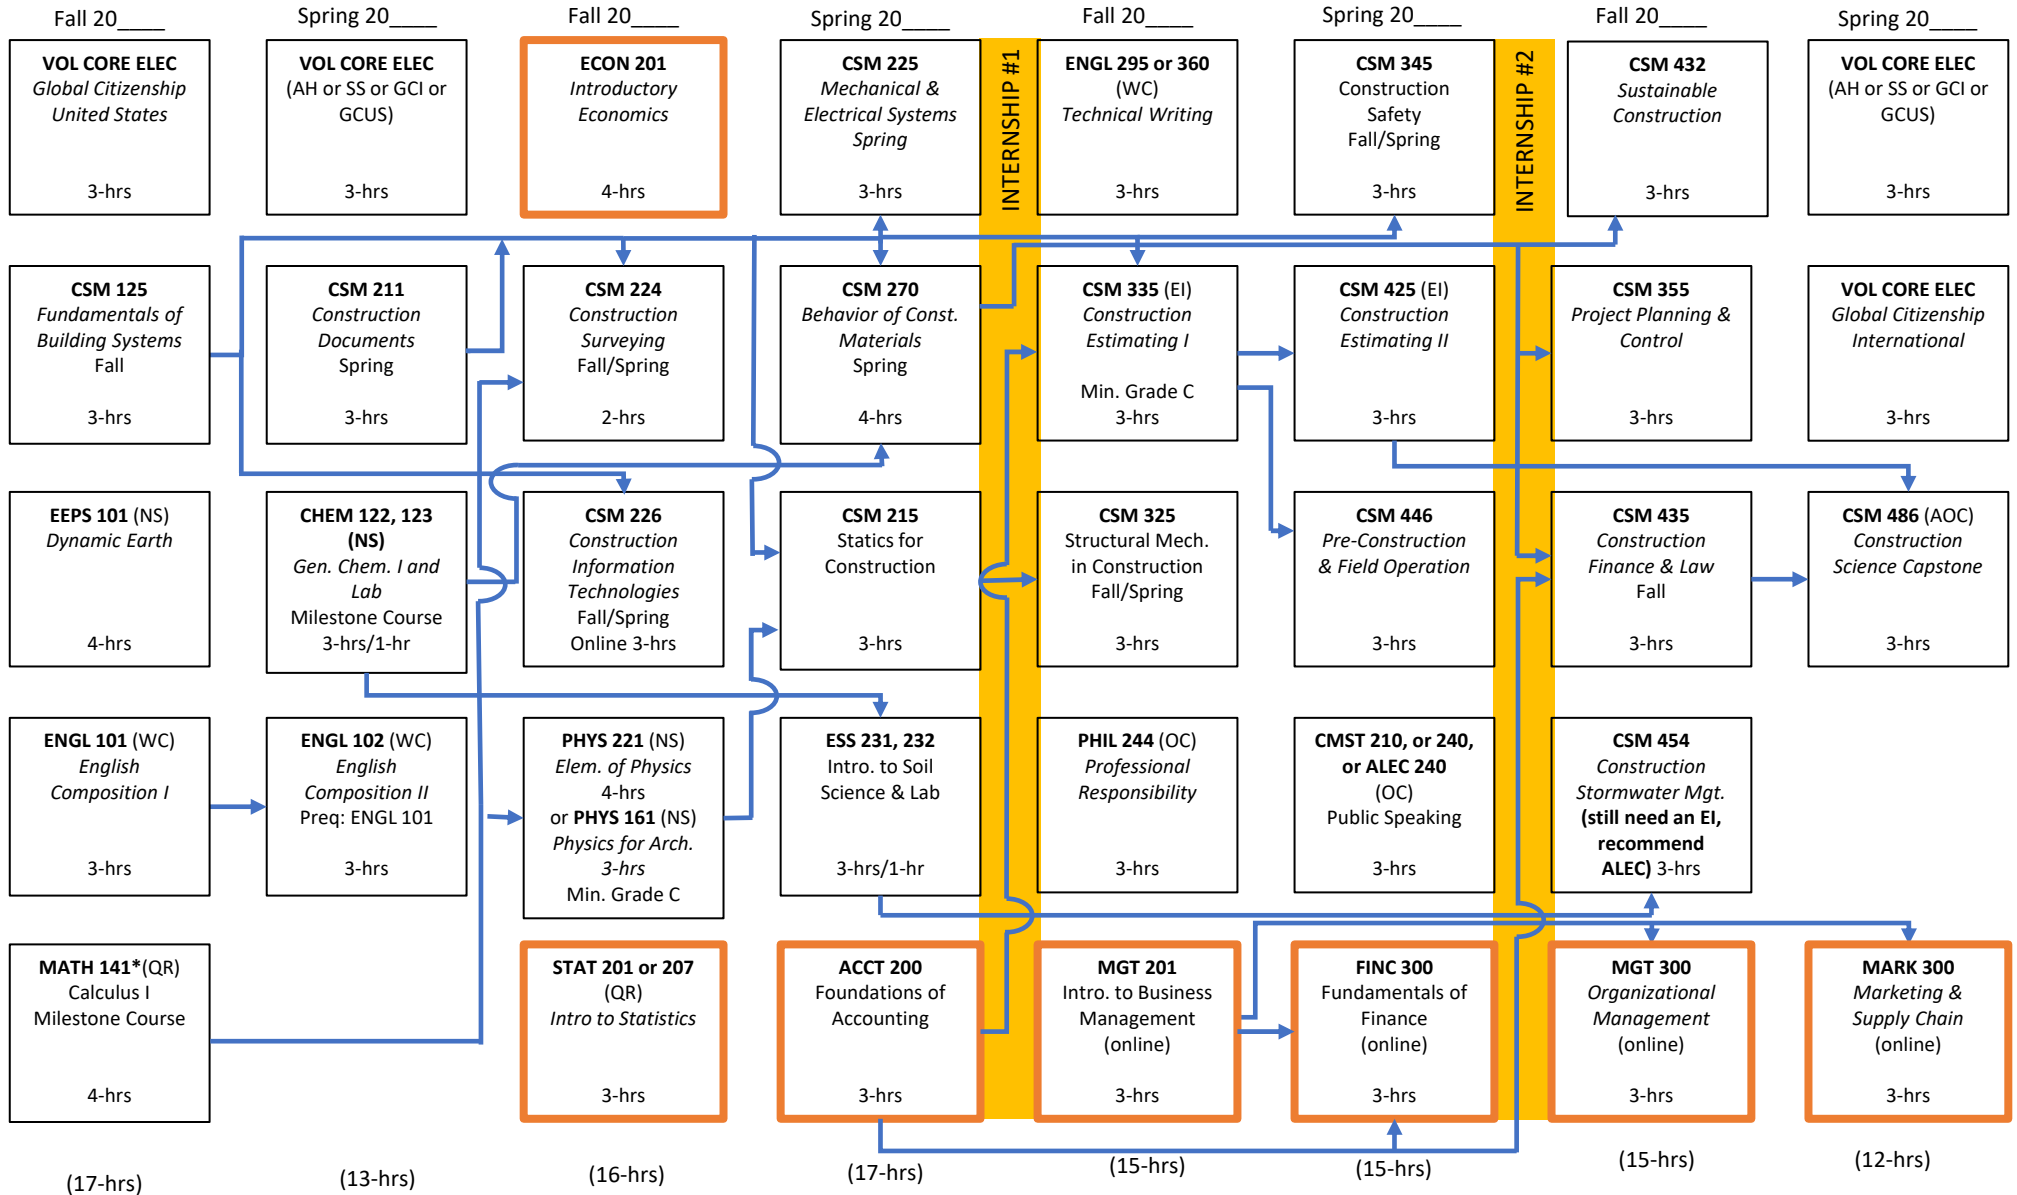 Fall 20____
Spring 20____
Fall 20____
Spring 20____
Fall 20____
Spring 20____
Fall 20____
Spring 20____
VOL CORE ELEC
Global Citizenship
United States
3-hrs
VOL CORE ELEC
(AH or SS or GCI or
GCUS)
3-hrs
ECON 201
Introductory
Economics
4-hrs
CSM 225
Mechanical &
Electrical Systems
Spring
3-hrs
INTERNSHIP #1
ENGL 295 or 360
(WC)
Technical Writing
3-hrs
CSM 345
Construction
Safety
Fall/Spring
3-hrs
INTERNSHIP #2
CSM 432
Sustainable
Construction
3-hrs
VOL CORE ELEC
(AH or SS or GCI or
GCUS)
3-hrs
CSM 125
Fundamentals of
Building Systems
Fall
3-hrs
CSM 211
Construction
Documents
Spring
3-hrs
CSM 224
Construction
Surveying
Fall/Spring
2-hrs
CSM 270
Behavior of Const.
Materials
Spring
4-hrs
CSM 335 (EI)
Construction
Estimating I
Min. Grade C
3-hrs
CSM 425 (EI)
Construction
Estimating II
3-hrs
CSM 355
Project Planning &
Control
3-hrs
VOL CORE ELEC
Global Citizenship
International
3-hrs
EEPS 101 (NS)
Dynamic Earth
4-hrs
CHEM 122, 123
(NS)
Gen. Chem. I and
Lab
Milestone Course
3-hrs/1-hr
CSM 226
Construction
Information
Technologies
Fall/Spring
Online 3-hrs
CSM 215
Statics for
Construction
3-hrs
CSM 325
Structural Mech.
in Construction
Fall/Spring
3-hrs
CSM 446
Pre-Construction
& Field Operation
3-hrs
CSM 435
Construction
Finance & Law
Fall
3-hrs
CSM 486 (AOC)
Construction
Science Capstone
3-hrs
ENGL 101 (WC)
English
Composition I
3-hrs
ENGL 102 (WC)
English
Composition II
Preq: ENGL 101
3-hrs
PHYS 221 (NS)
Elem. of Physics
4-hrs
or PHYS 161 (NS)
Physics for Arch.
3-hrs
Min. Grade C
ESS 231, 232
Intro. to Soil
Science & Lab
3-hrs/1-hr
PHIL 244 (OC)
Professional
Responsibility
3-hrs
CMST 210, or 240,
or ALEC 240
(OC)
Public Speaking
3-hrs
CSM 454
Construction
Stormwater Mgt.
(still need an EI,
recommend
ALEC) 3-hrs
MATH 141*(QR)
Calculus I
Milestone Course
4-hrs
STAT 201 or 207
(QR)
Intro to Statistics
3-hrs
ACCT 200
Foundations of
Accounting
3-hrs
MGT 201
Intro. to Business
Management
(online)
3-hrs
FINC 300
Fundamentals of
Finance
(online)
3-hrs
MGT 300
Organizational
Management
(online)
3-hrs
MARK 300
Marketing &
Supply Chain
(online)
3-hrs
(17-hrs)
(13-hrs)
(16-hrs)
(17-hrs)
(15-hrs)
(15-hrs)
(15-hrs)
(12-hrs)